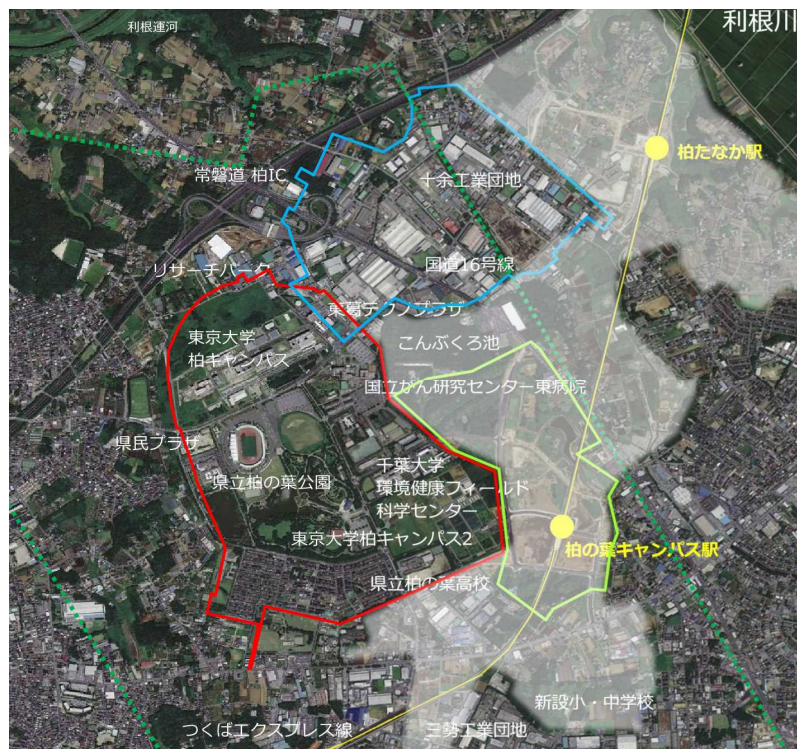 利根運河
利根川
柏たなか駅
常磐道 柏IC
十余工業団地
国道16号線
リサーチパーク
東葛テクノプラザ
東京大学
柏キャンパス
こんぶくろ池
国立がん研究センター東病院
県民プラザ
県立柏の葉公園
千葉大学
環境健康フィールド
科学センター
東京大学柏キャンパス2
柏の葉キャンパス駅
県立柏の葉高校
新設小・中学校
つくばエクスプレス線
三勢工業団地